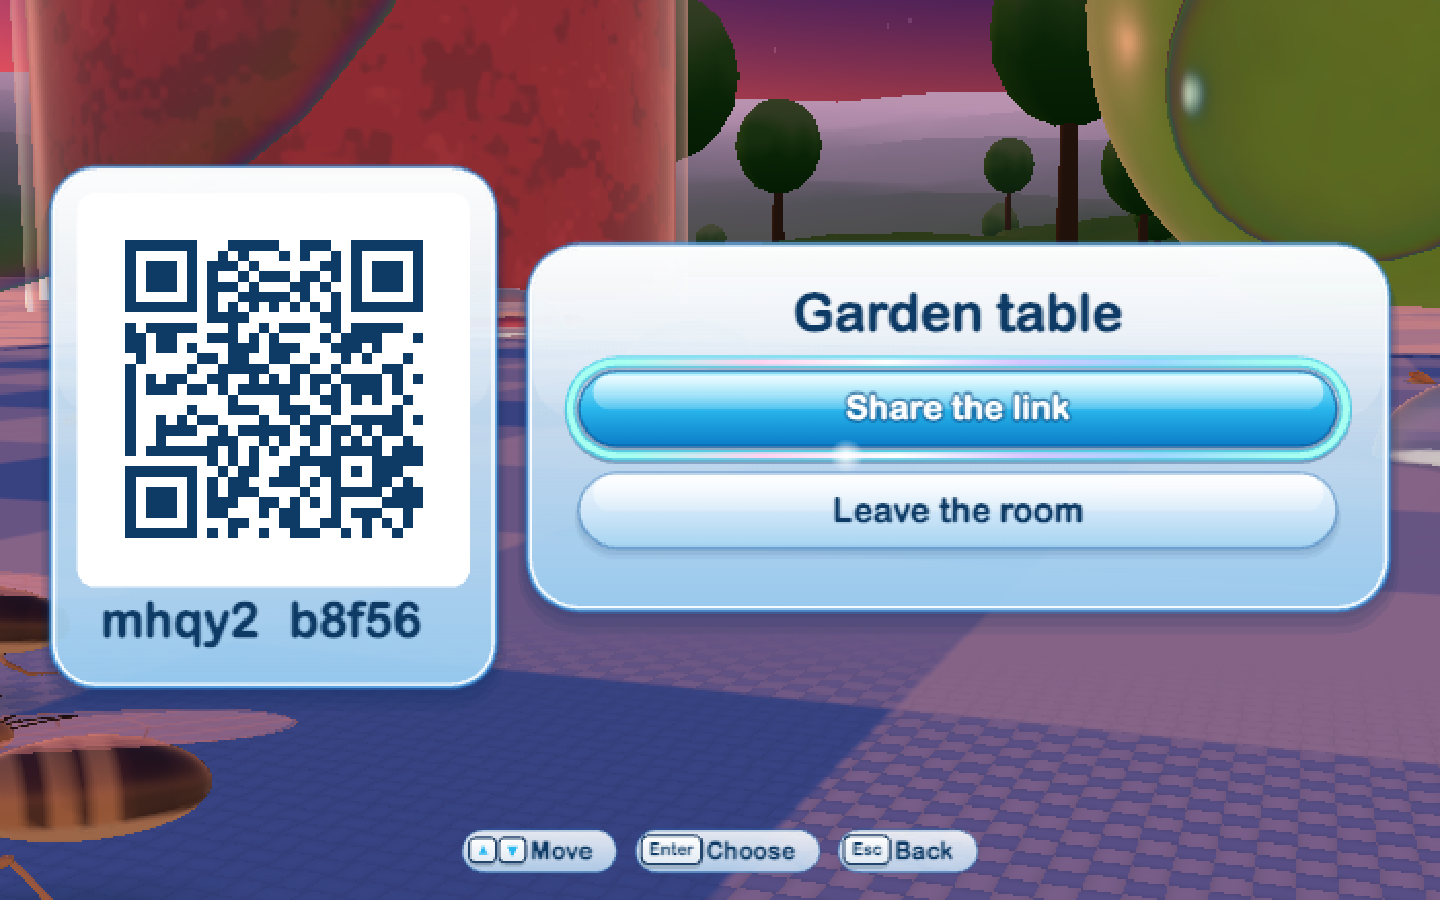 Garden table
Share the link
Leave the room
mhqy2 b8f56
▲ ▼ Move Enter Choose Esc Back